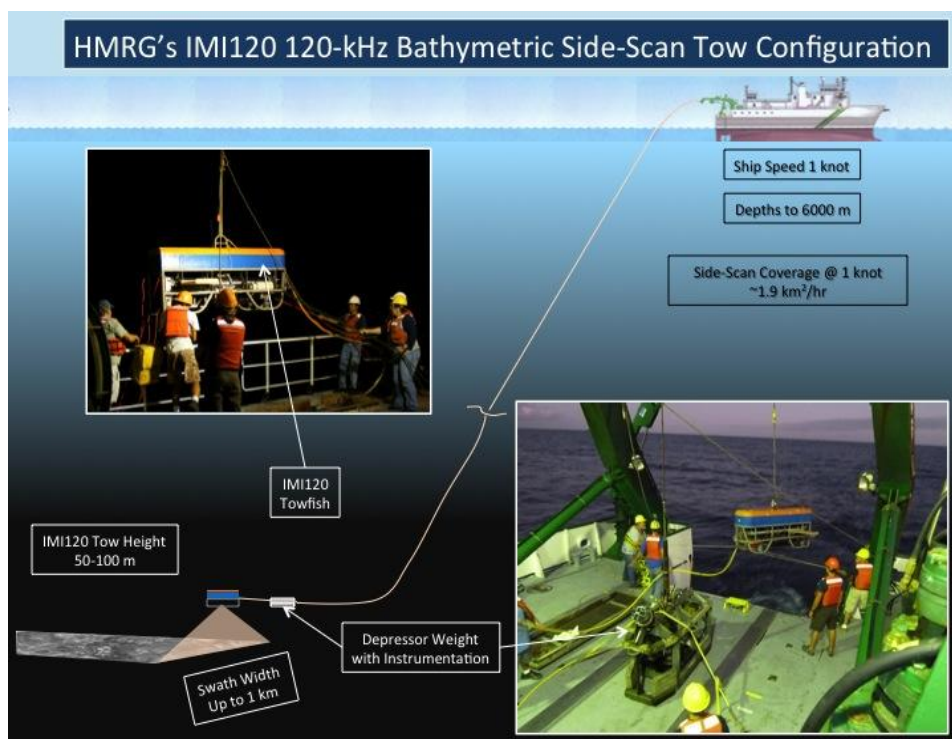 HMRG's IMI120 120-kHz Bathymetric Side-Scan Tow Configuration
Ship Speed 1 knot
Depths to 6000 m
Side-Scan Coverage @ 1 knot
~1.9 km²/hr
IMI120
Towfish
IMI120 Tow Height
50-100 m
Depressor Weight
with Instrumentation
Swath Width
Up to 1 km